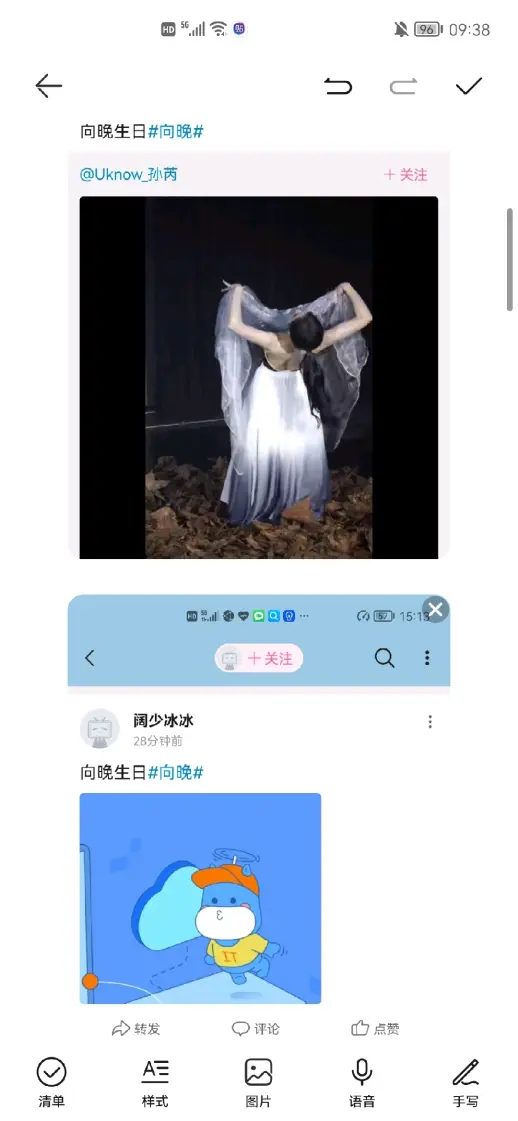 HD 5G 96 09:38
向晚生日#向晚#
@Uknow_孙芮 + 关注
HD 5G 57 15:13
+ 关注
阔少冰冰
28分钟前
向晚生日#向晚#
IT
转发 评论 点赞
清单 样式 图片 语音 手写